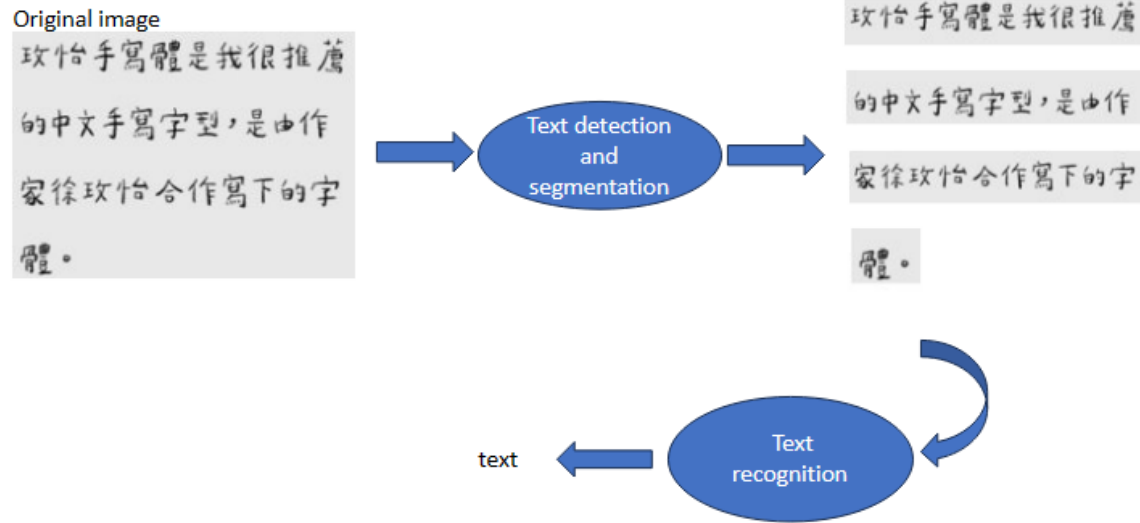 Original image
玫怡手寫體是我很推薦
的中文手寫字型，是由作
家徐玫怡合作寫下的字
體。
Text detection
and
segmentation
玫怡手寫體是我很推薦
的中文手寫字型，是由作
家徐玫怡合作寫下的字
體。
Text
recognition
text